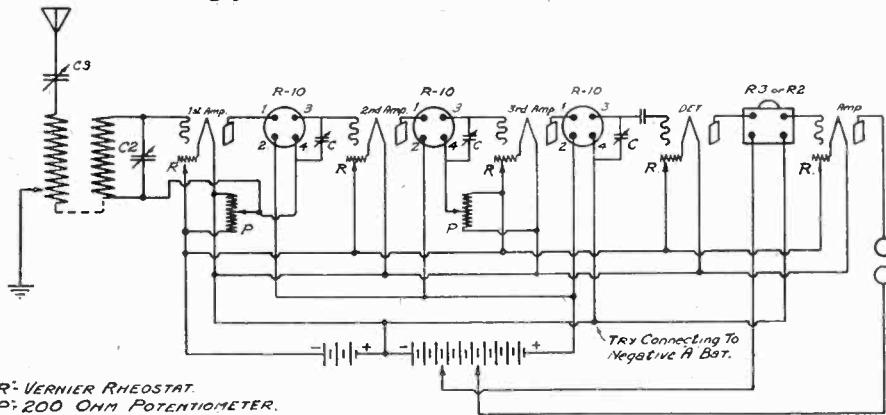 C3
R-10
R-10
R-10
R3 or R2
1st Amp.
1
3
2nd Amp.
1
3
3rd Amp
1
3
DET
Amp
C2
2
4
C
2
4
C
2
4
C
R
R
R
R
R.
P
P
-
+
-
+
TRY Connecting To
Negative A BAT.
R- VERNIER RHEOSTAT.
P- 200 OHM POTENTIOMETER.